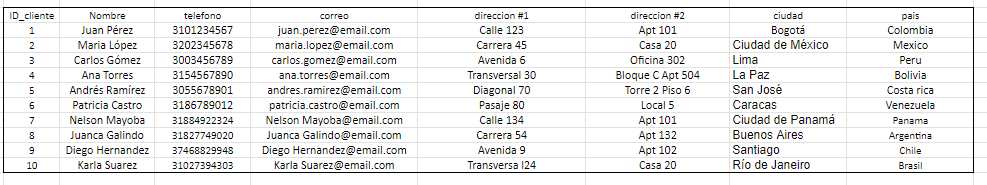 ID_cliente Nombre telefono correo direccion #1 direccion #2 ciudad pais
1 Juan Pérez 3101234567 juan.perez@email.com Calle 123 Apt 101 Bogotá Colombia
2 Maria López 3202345678 maria.lopez@email.com Carrera 45 Casa 20 Ciudad de México Mexico
3 Carlos Gómez 3003456789 carlos.gomez@email.com Avenida 6 Oficina 302 Lima Peru
4 Ana Torres 3154567890 ana.torres@email.com Transversal 30 Bloque C Apt 504 La Paz Bolivia
5 Andrés Ramírez 3055678901 andres.ramirez@email.com Diagonal 70 Torre 2 Piso 6 San José Costa rica
6 Patricia Castro 3186789012 patricia.castro@email.com Pasaje 80 Local 5 Caracas Venezuela
7 Nelson Mayoba 31884922324 Nelson.Mayoba@email.com Calle 134 Apt 101 Ciudad de Panamá Panama
8 Juanca Galindo 31827749020 Juanca.Galindo@email.com Carrera 54 Apt 132 Buenos Aires Argentina
9 Diego Hernandez 37468829948 Diego.Hernandez@email.com Avenida 9 Apt 102 Santiago Chile
10 Karla Suarez 31027394303 Karla.Suarez@email.com Transversa l24 Casa 20 Río de Janeiro Brasil